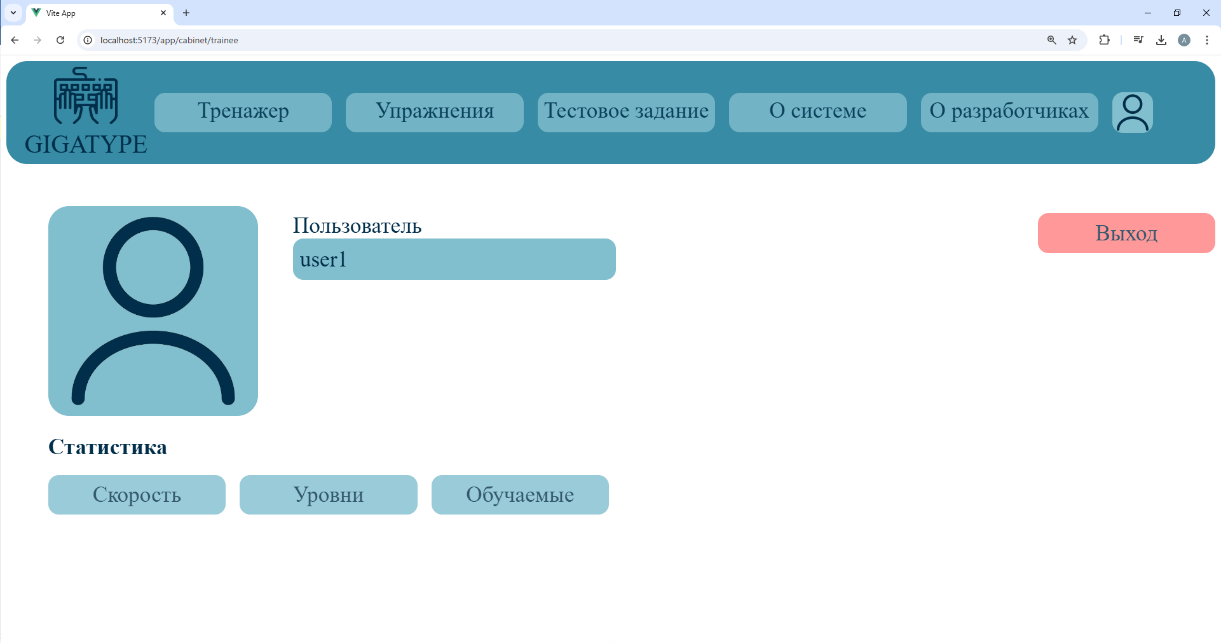 Vite App
localhost:5173/app/cabinet/trainee
A
GIGATYPE
Тренажер
Упражнения
Тестовое задание
О системе
О разработчиках
Пользователь
user1
Выход
Статистика
Скорость
Уровни
Обучаемые